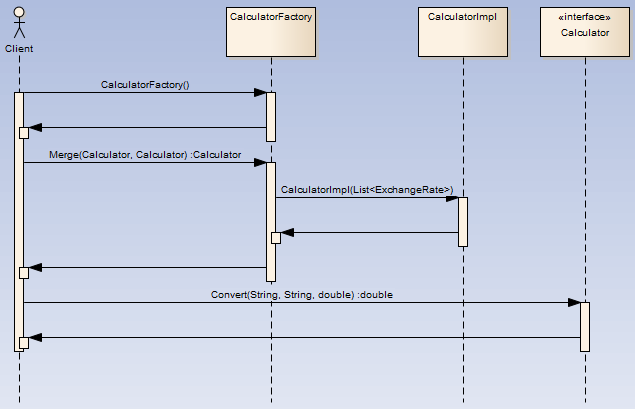 Client
CalculatorFactory
CalculatorImpl
«interface»
Calculator
CalculatorFactory()
Merge(Calculator, Calculator) :Calculator
CalculatorImpl(List<ExchangeRate>)
Convert(String, String, double) :double